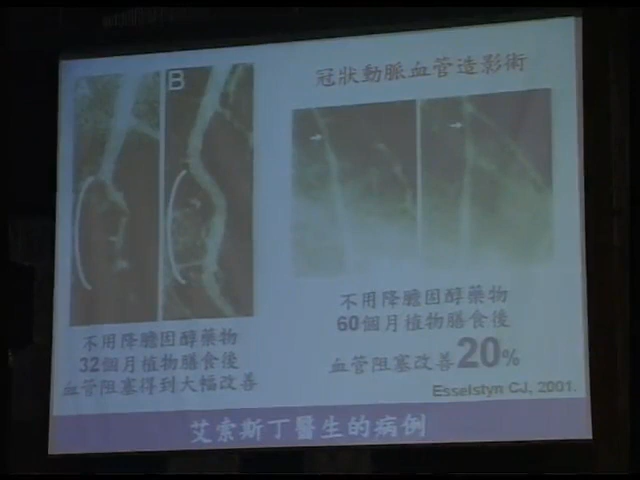 冠狀動脈血管造影術
B
不用降膽固醇藥物
32個月植物膳食後
血管阻塞得到大幅改善
不用降膽固醇藥物
60個月植物膳食後
血管阻塞改善20%
Esselstyn CJ, 2001.
艾索斯丁醫生的病例